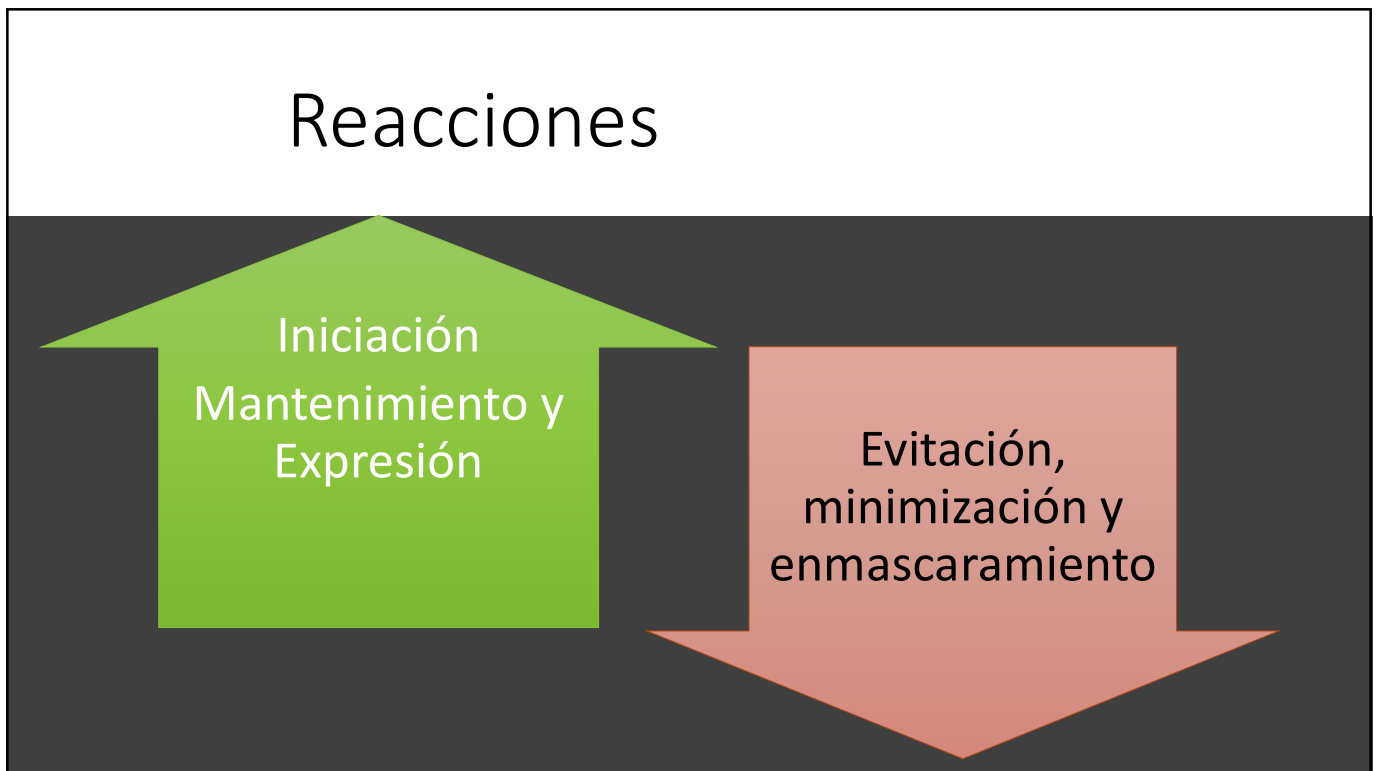 Reacciones
Iniciación
Mantenimiento y
Expresión
Evitación,
minimización y
enmascaramiento